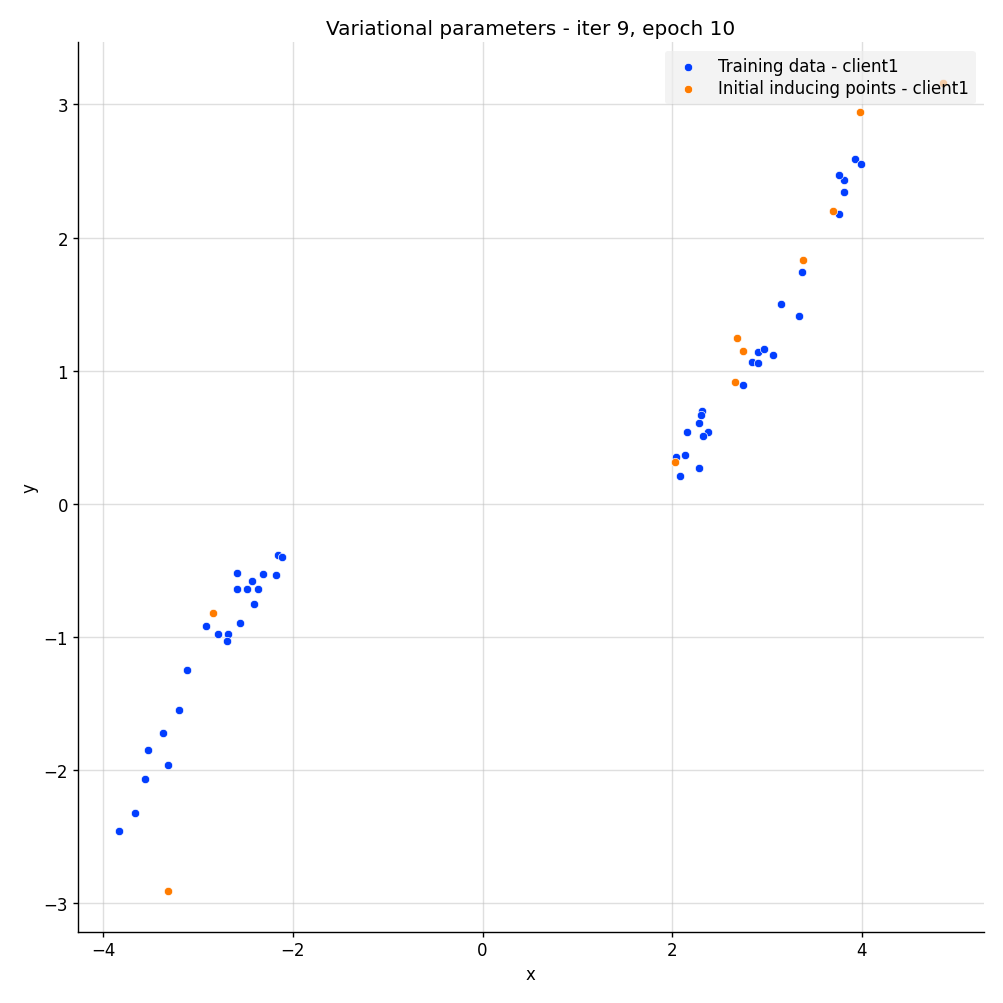 Variational parameters - iter 9, epoch 10
Training data - client1
Initial inducing points - client1
3
2
1
0
−1
−2
−3
y
−4
−2
0
2
4
x